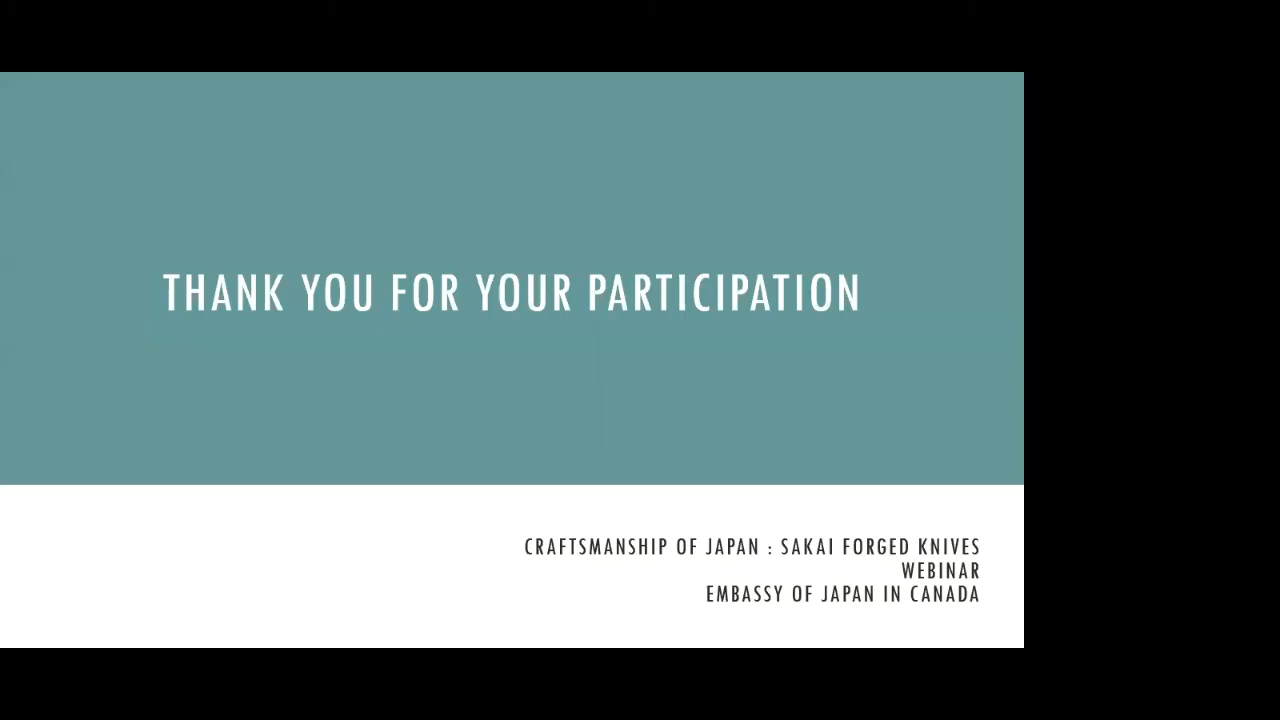 THANK YOU FOR YOUR PARTICIPATION
CRAFTSMANSHIP OF JAPAN : SAKAI FORGED KNIVES
WEBINAR
EMBASSY OF JAPAN IN CANADA